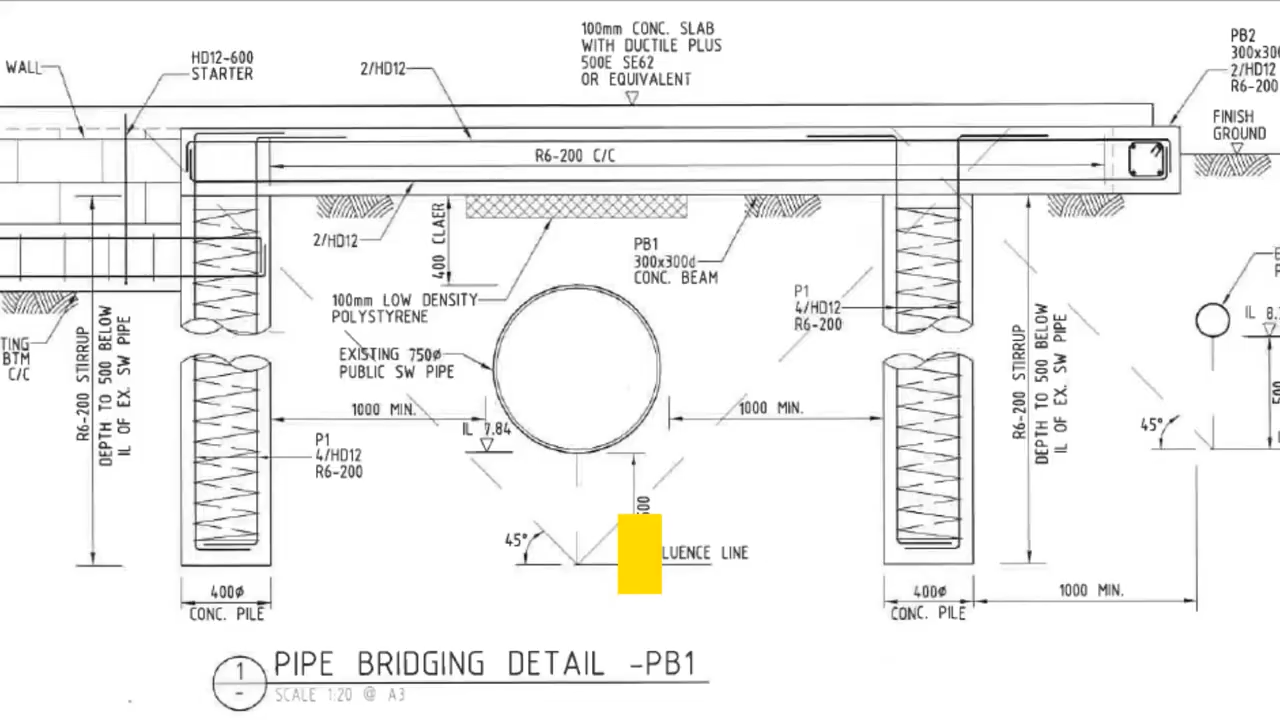 100mm CONC. SLAB
WITH DUCTILE PLUS
500E SE62
OR EQUIVALENT
PB2
2/HD12
R6-200
WALL
HD12-600
STARTER
2/HD12
FINISH
GROUND
R6-200 C/C
2/HD12
400 CLAER
PB1
300x300d
CONC. BEAM
100mm LOW DENSITY
POLYSTYRENE
P1
4/HD12
R6-200
IL
BTM
C/C
EXISTING 750ø
PUBLIC SW PIPE
R6-200 STIRRUP
DEPTH TO 500 BELOW
IL OF EX. SW PIPE
R6-200 STIRRUP
DEPTH TO 500 BELOW
IL OF EX. SW PIPE
1000 MIN.
1000 MIN.
IL 7.84
45°
P1
4/HD12
R6-200
45°
LINE
400ø
CONC. PILE
400ø
CONC. PILE
1000 MIN.
1
-
PIPE BRIDGING DETAIL -PB1
SCALE 1:20 @ A3